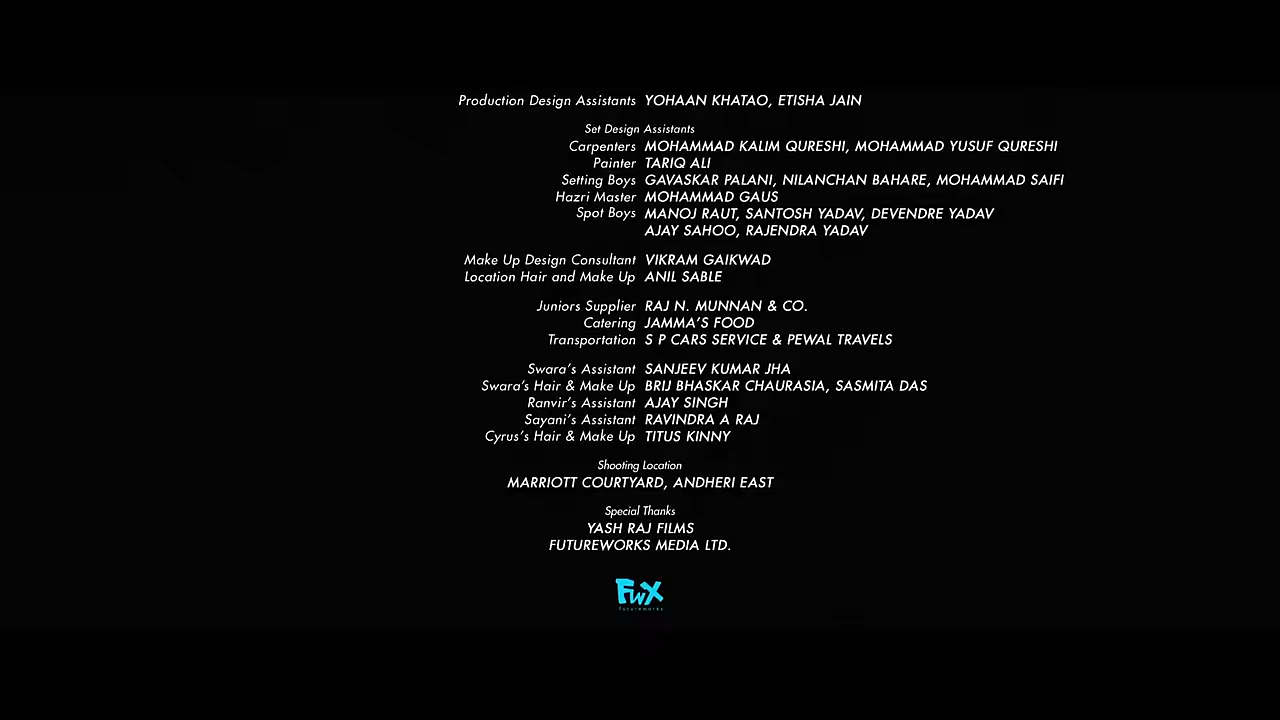 Production Design Assistants YOHAAN KHATAO, ETISHA JAIN
Set Design Assistants
Carpenters MOHAMMAD KALIM QURESHI, MOHAMMAD YUSUF QURESHI
Painter TARIQ ALI
Setting Boys GAVASKAR PALANI, NILANCHAN BAHARE, MOHAMMAD SAIFI
Hazri Master MOHAMMAD GAUS
Spot Boys MANOJ RAUT, SANTOSH YADAV, DEVENDRE YADAV
AJAY SAHOO, RAJENDRA YADAV
Make Up Design Consultant VIKRAM GAIKWAD
Location Hair and Make Up ANIL SABLE
Juniors Supplier RAJ N. MUNNAN & CO.
Catering JAMMA'S FOOD
Transportation S P CARS SERVICE & PEWAL TRAVELS
Swara's Assistant SANJEEV KUMAR JHA
Swara's Hair & Make Up BRIJ BHASKAR CHAURASIA, SASMITA DAS
Ranvir's Assistant AJAY SINGH
Sayani's Assistant RAVINDRA A RAJ
Cyrus's Hair & Make Up TITUS KINNY
Shooting Location
MARRIOTT COURTYARD, ANDHERI EAST
Special Thanks
YASH RAJ FILMS
FUTUREWORKS MEDIA LTD.
FWX
futureworks